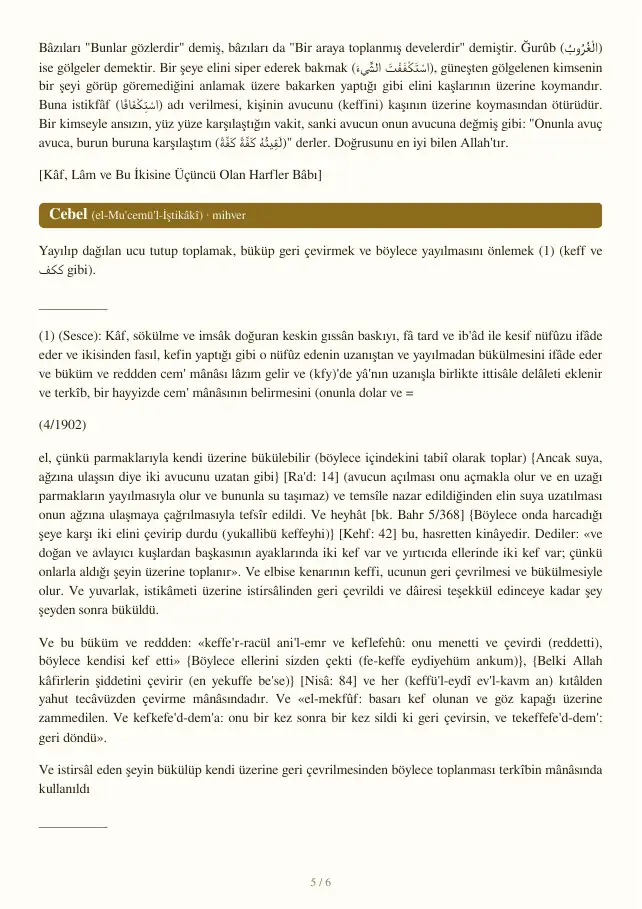 Bâzıları "Bunlar gözlerdir" demiş, bâzıları da "Bir araya toplanmış develerdir" demiştir. Ğurûb (الْغُرُوبُ)
ise gölgeler demektir. Bir şeye elini siper ederek bakmak (اسْتَكْفَفْتَ الشَّيءَ), güneşten gölgelenen kimsenin
bir şeyi görüp göremediğini anlamak üzere bakarken yaptığı gibi elini kaşlarının üzerine koymandır.
Buna istikfâf (اسْتِكْفَافًا) adı verilmesi, kişinin avucunu (keffini) kaşının üzerine koymasından ötürüdür.
Bir kimseyle ansızın, yüz yüze karşılaştığın vakit, sanki avucun onun avucuna değmiş gibi: "Onunla avuç
avuca, burun buruna karşılaştım (لَقِيتُهُ كَفَّةً كَفَّةً)" derler. Doğrusunu en iyi bilen Allah'tır.
[Kâf, Lâm ve Bu İkisine Üçüncü Olan Harfler Bâbı]
Cebel (el-Mu'cemü'l-İştikâkî) · mihver
Yayılıp dağılan ucu tutup toplamak, büküp geri çevirmek ve böylece yayılmasını önlemek (1) (keff ve
ككف gibi).
(1) (Sesce): Kâf, sökülme ve imsâk doğuran keskin gıssân baskıyı, fâ tard ve ib'âd ile kesif nüfûzu ifâde
eder ve ikisinden fasıl, kefin yaptığı gibi o nüfûz edenin uzanıştan ve yayılmadan bükülmesini ifâde eder
ve büküm ve reddden cem' mânâsı lâzım gelir ve (kfy)'de yâ'nın uzanışla birlikte ittisâle delâleti eklenir
ve terkîb, bir hayyizde cem' mânâsının belirmesini (onunla dolar ve =
(4/1902)
el, çünkü parmaklarıyla kendi üzerine bükülebilir (böylece içindekini tabiî olarak toplar) {Ancak suya,
ağzına ulaşsın diye iki avucunu uzatan gibi} [Ra'd: 14] (avucun açılması onu açmakla olur ve en uzağı
parmakların yayılmasıyla olur ve bununla su taşımaz) ve temsîle nazar edildiğinden elin suya uzatılması
onun ağzına ulaşmaya çağrılmasıyla tefsîr edildi. Ve heyhât [bk. Bahr 5/368] {Böylece onda harcadığı
şeye karşı iki elini çevirip durdu (yukallibü keffeyhi)} [Kehf: 42] bu, hasretten kinâyedir. Dediler: «ve
doğan ve avlayıcı kuşlardan başkasının ayaklarında iki kef var ve yırtıcıda ellerinde iki kef var; çünkü
onlarla aldığı şeyin üzerine toplanır». Ve elbise kenarının keffi, ucunun geri çevrilmesi ve bükülmesiyle
olur. Ve yuvarlak, istikâmeti üzerine istirsâlinden geri çevrildi ve dâiresi teşekkül edinceye kadar şey
şeyden sonra büküldü.
Ve bu büküm ve reddden: «keffe'r-racül ani'l-emr ve keflefehû: onu menetti ve çevirdi (reddetti),
böylece kendisi kef etti» {Böylece ellerini sizden çekti (fe-keffe eydiyehüm ankum)}, {Belki Allah
kâfirlerin şiddetini çevirir (en yekuffe be'se)} [Nisâ: 84] ve her (keffü'l-eydî ev'l-kavm an) kıtâlden
yahut tecâvüzden çevirme mânâsındadır. Ve «el-mekfûf: basarı kef olunan ve göz kapağı üzerine
zammedilen. Ve kefkefe'd-dem'a: onu bir kez sonra bir kez sildi ki geri çevirsin, ve tekeffefe'd-dem':
geri döndü».
Ve istirsâl eden şeyin bükülüp kendi üzerine geri çevrilmesinden böylece toplanması terkîbin mânâsında
kullanıldı
5 / 6